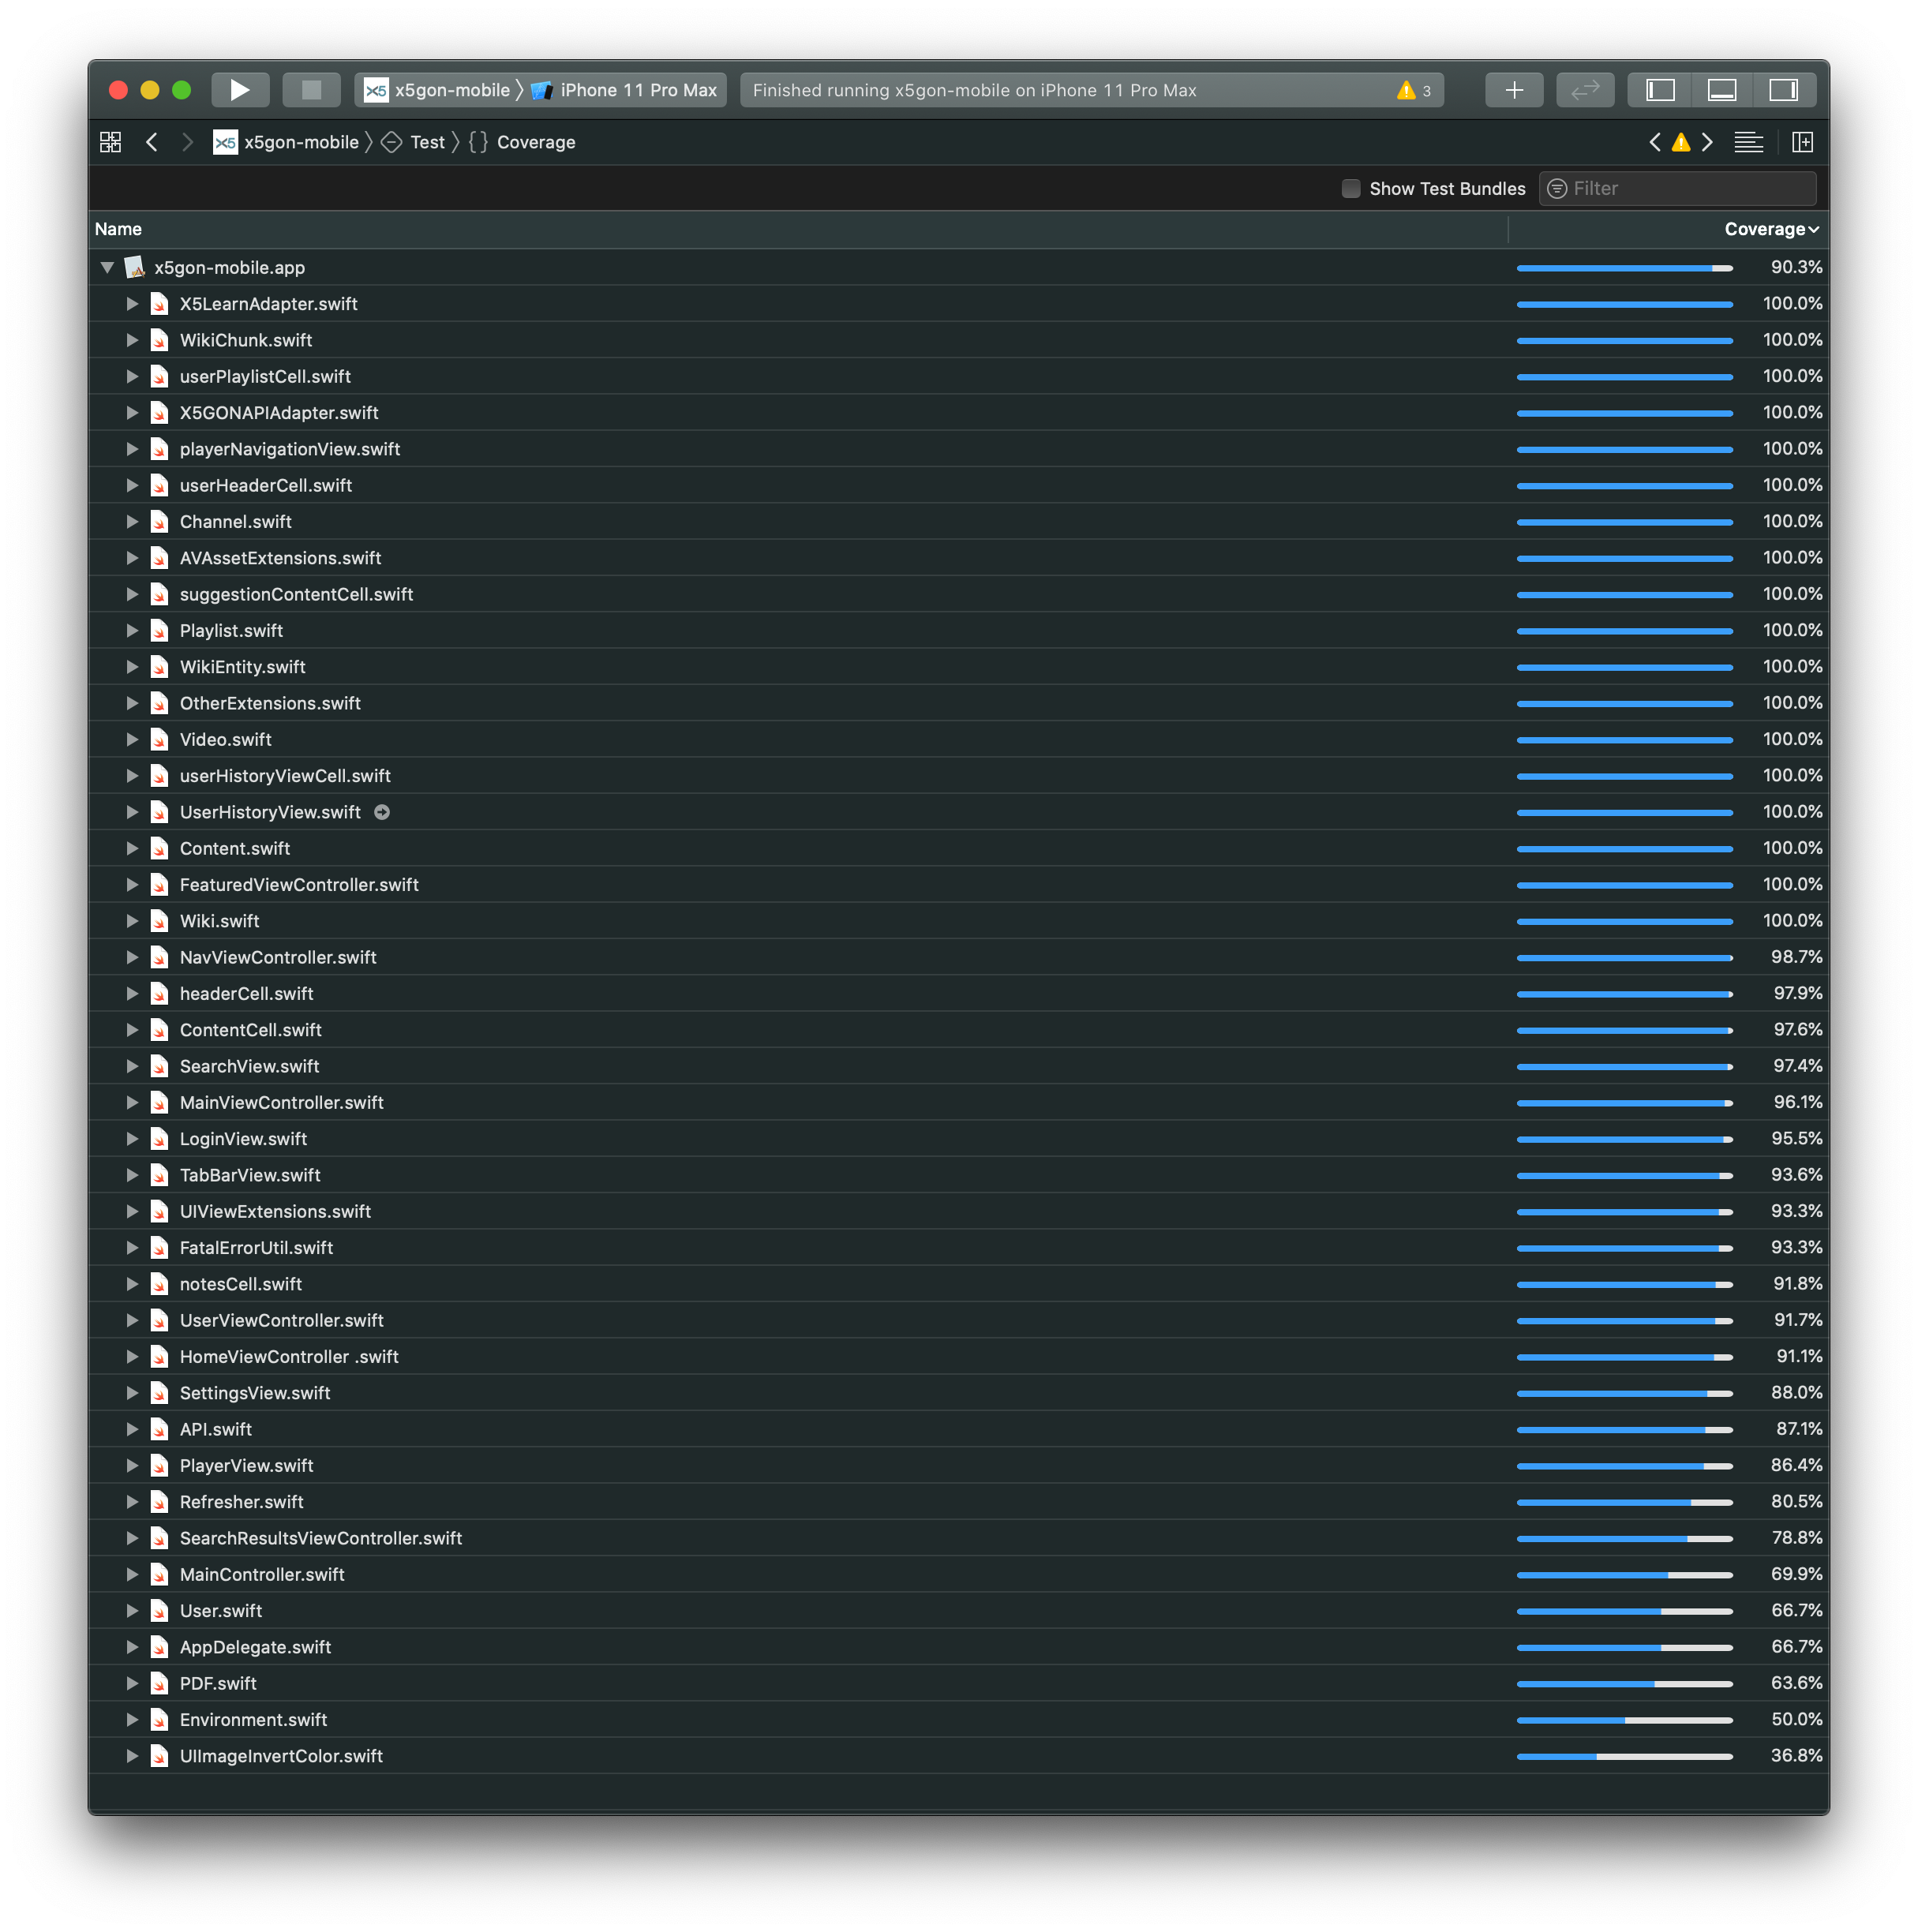 X5 x5gon-mobile 〉 iPhone 11 Pro Max Finished running x5gon-mobile on iPhone 11 Pro Max 3
X5 x5gon-mobile 〉 Test 〉 {} Coverage
Show Test Bundles Filter
Name Coverage
x5gon-mobile.app 90.3%
X5LearnAdapter.swift 100.0%
WikiChunk.swift 100.0%
userPlaylistCell.swift 100.0%
X5GONAPIAdapter.swift 100.0%
playerNavigationView.swift 100.0%
userHeaderCell.swift 100.0%
Channel.swift 100.0%
AVAssetExtensions.swift 100.0%
suggestionContentCell.swift 100.0%
Playlist.swift 100.0%
WikiEntity.swift 100.0%
OtherExtensions.swift 100.0%
Video.swift 100.0%
userHistoryViewCell.swift 100.0%
UserHistoryView.swift 100.0%
Content.swift 100.0%
FeaturedViewController.swift 100.0%
Wiki.swift 100.0%
NavViewController.swift 98.7%
headerCell.swift 97.9%
ContentCell.swift 97.6%
SearchView.swift 97.4%
MainViewController.swift 96.1%
LoginView.swift 95.5%
TabBarView.swift 93.6%
UIViewExtensions.swift 93.3%
FatalErrorUtil.swift 93.3%
notesCell.swift 91.8%
UserViewController.swift 91.7%
HomeViewController .swift 91.1%
SettingsView.swift 88.0%
API.swift 87.1%
PlayerView.swift 86.4%
Refresher.swift 80.5%
SearchResultsViewController.swift 78.8%
MainController.swift 69.9%
User.swift 66.7%
AppDelegate.swift 66.7%
PDF.swift 63.6%
Environment.swift 50.0%
UIImageInvertColor.swift 36.8%